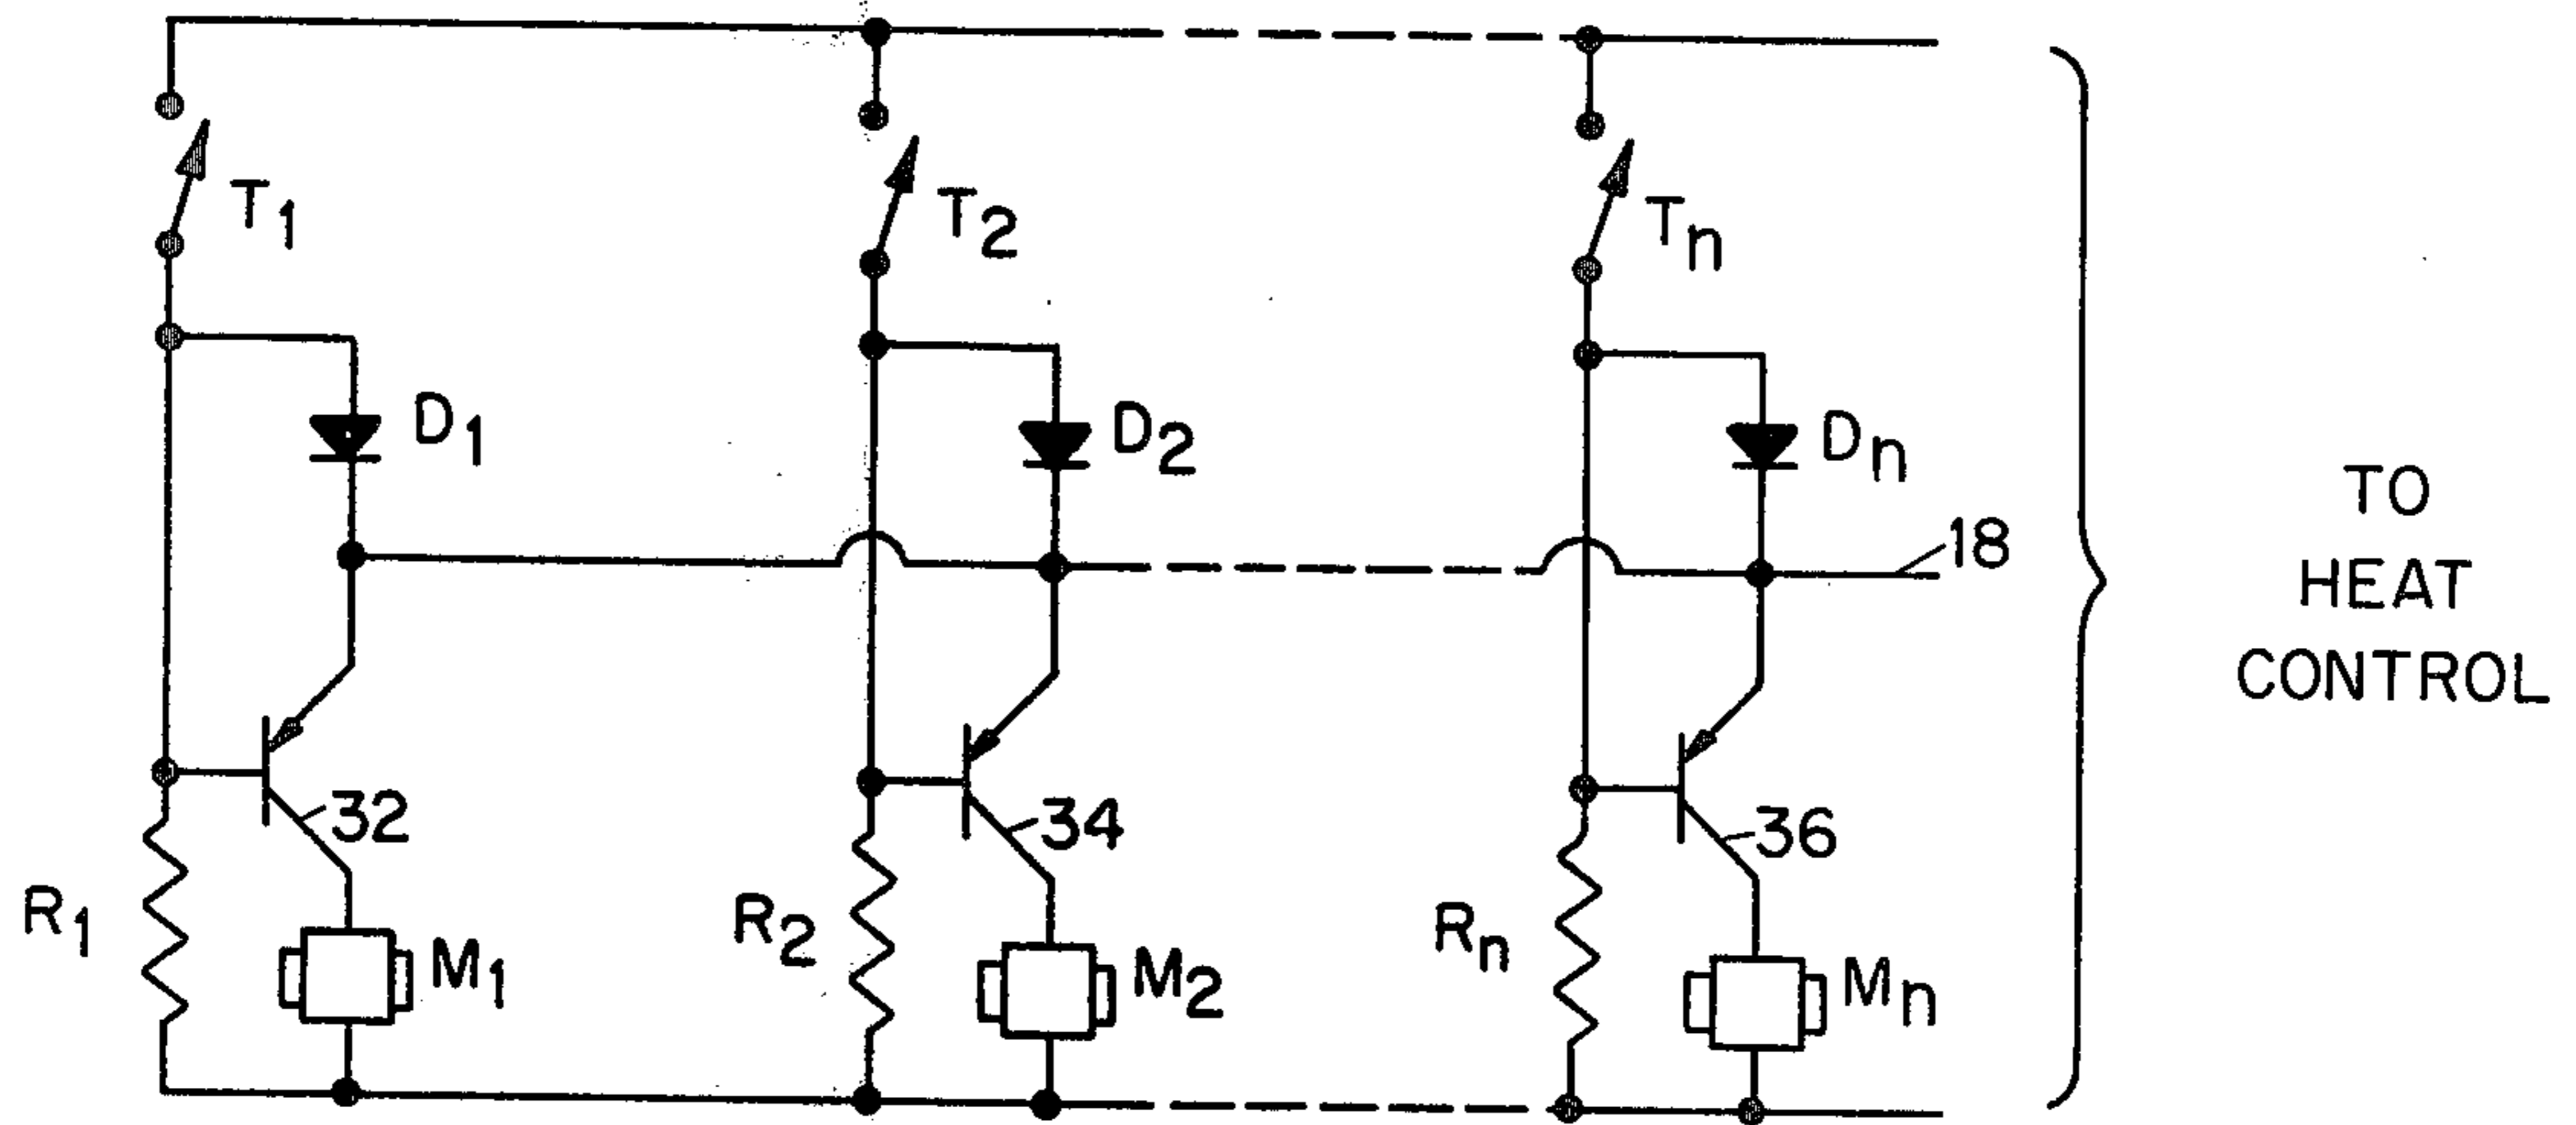 T1
T2
Tn
D1
D2
Dn
18
TO
HEAT
CONTROL
32
34
36
R1
R2
Rn
M1
M2
Mn